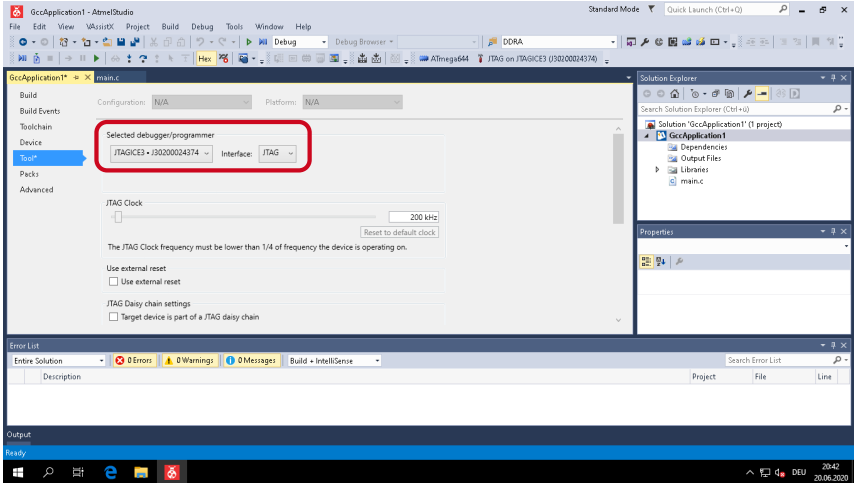 GccApplication1 - AtmelStudio
Standard Mode
Quick Launch (Ctrl+Ü)
File Edit View VAssistX Project Build Debug Tools Window Help
Debug Debug Browser DDRA
Hex ATmega644 JTAG on JTAGICE3 (J30200024374)
GccApplication1* main.c
Build
Build Events
Toolchain
Device
Tool*
Packs
Advanced
Configuration: N/A Platform: N/A
Selected debugger/programmer
JTAGICE3 • J30200024374 Interface: JTAG
JTAG Clock
200 kHz
Reset to default clock
The JTAG Clock frequency must be lower than 1/4 of frequency the device is operating on.
Use external reset
Use external reset
JTAG Daisy chain settings
Target device is part of a JTAG daisy chain
Solution Explorer
Search Solution Explorer (Ctrl+ü)
Solution 'GccApplication1' (1 project)
GccApplication1
Dependencies
Output Files
Libraries
main.c
Properties
Error List
Entire Solution 0 Errors 0 Warnings 0 Messages Build + IntelliSense
Search Error List
Description Project File Line
Output
Ready
DEU
20:42
20.06.2020